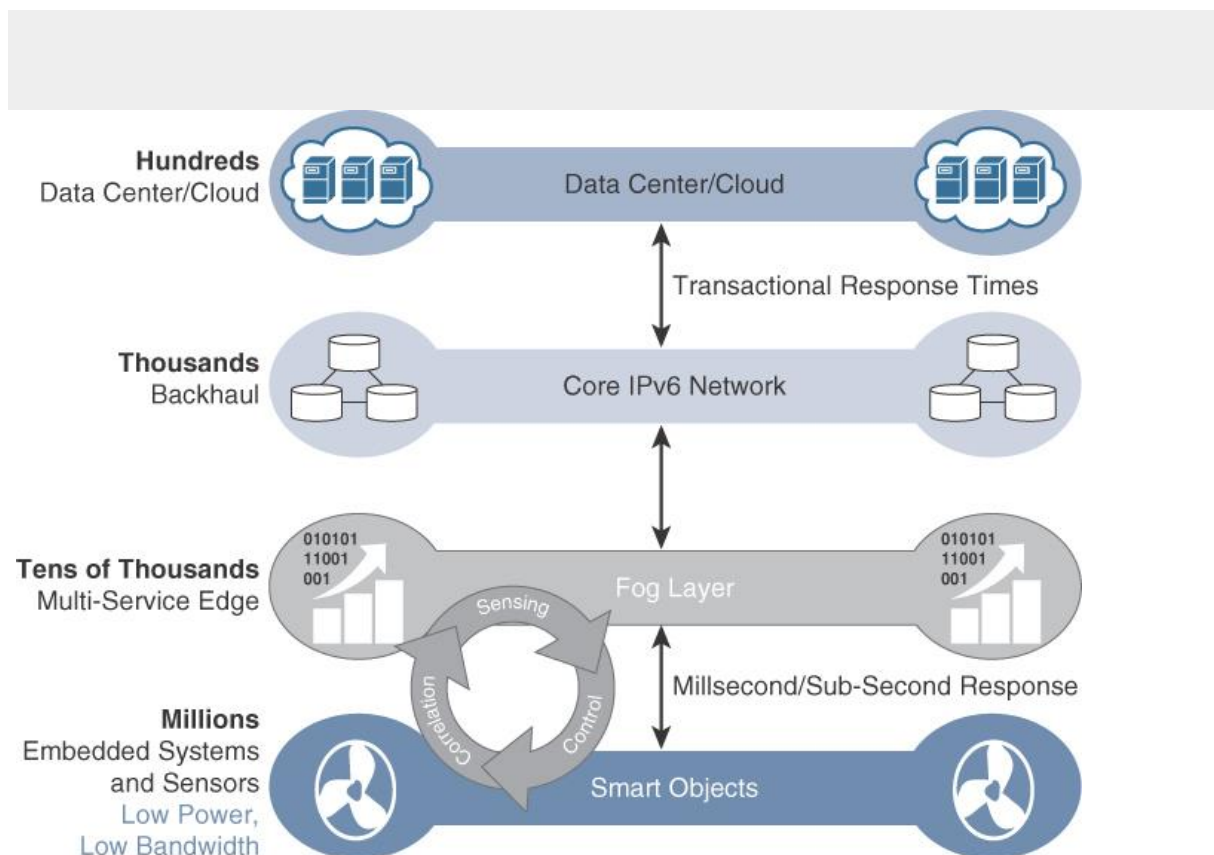 Hundreds
Data Center/Cloud
Data Center/Cloud
Transactional Response Times
Thousands
Backhaul
Core IPv6 Network
010101
11001
001
Tens of Thousands
Multi-Service Edge
Fog Layer
010101
11001
001
Sensing
Control
Correlation
Millsecond/Sub-Second Response
Millions
Embedded Systems
and Sensors
Low Power,
Low Bandwidth
Smart Objects